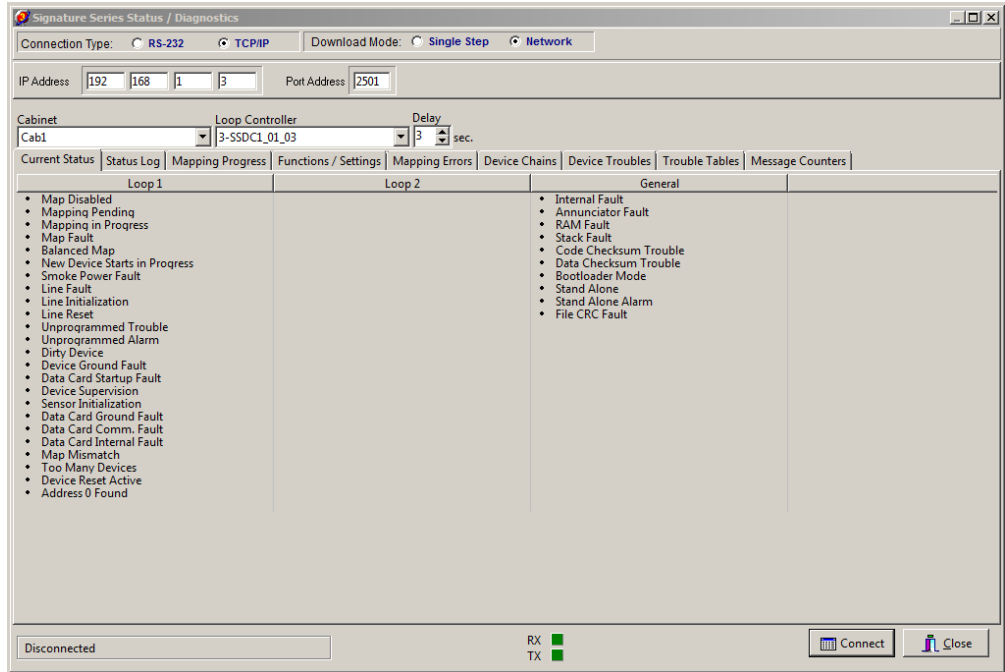 Signature Series Status / Diagnostics
Connection Type: RS-232 TCP/IP Download Mode: Single Step Network
IP Address 192 168 1 3 Port Address 2501
Cabinet Loop Controller Delay
Cab1 3-SSDC1_01_03 3 sec.
Current Status Status Log Mapping Progress Functions / Settings Mapping Errors Device Chains Device Troubles Trouble Tables Message Counters
Loop 1 Loop 2 General
• Map Disabled • Internal Fault
• Mapping Pending • Annunciator Fault
• Mapping in Progress • RAM Fault
• Map Fault • Stack Fault
• Balanced Map • Code Checksum Trouble
• New Device Starts in Progress • Data Checksum Trouble
• Smoke Power Fault • Bootloader Mode
• Line Fault • Stand Alone
• Line Initialization • Stand Alone Alarm
• Line Reset • File CRC Fault
• Unprogrammed Trouble
• Unprogrammed Alarm
• Dirty Device
• Device Ground Fault
• Data Card Startup Fault
• Device Supervision
• Sensor Initialization
• Data Card Ground Fault
• Data Card Comm. Fault
• Data Card Internal Fault
• Map Mismatch
• Too Many Devices
• Device Reset Active
• Address 0 Found
Disconnected RX Connect Close
TX